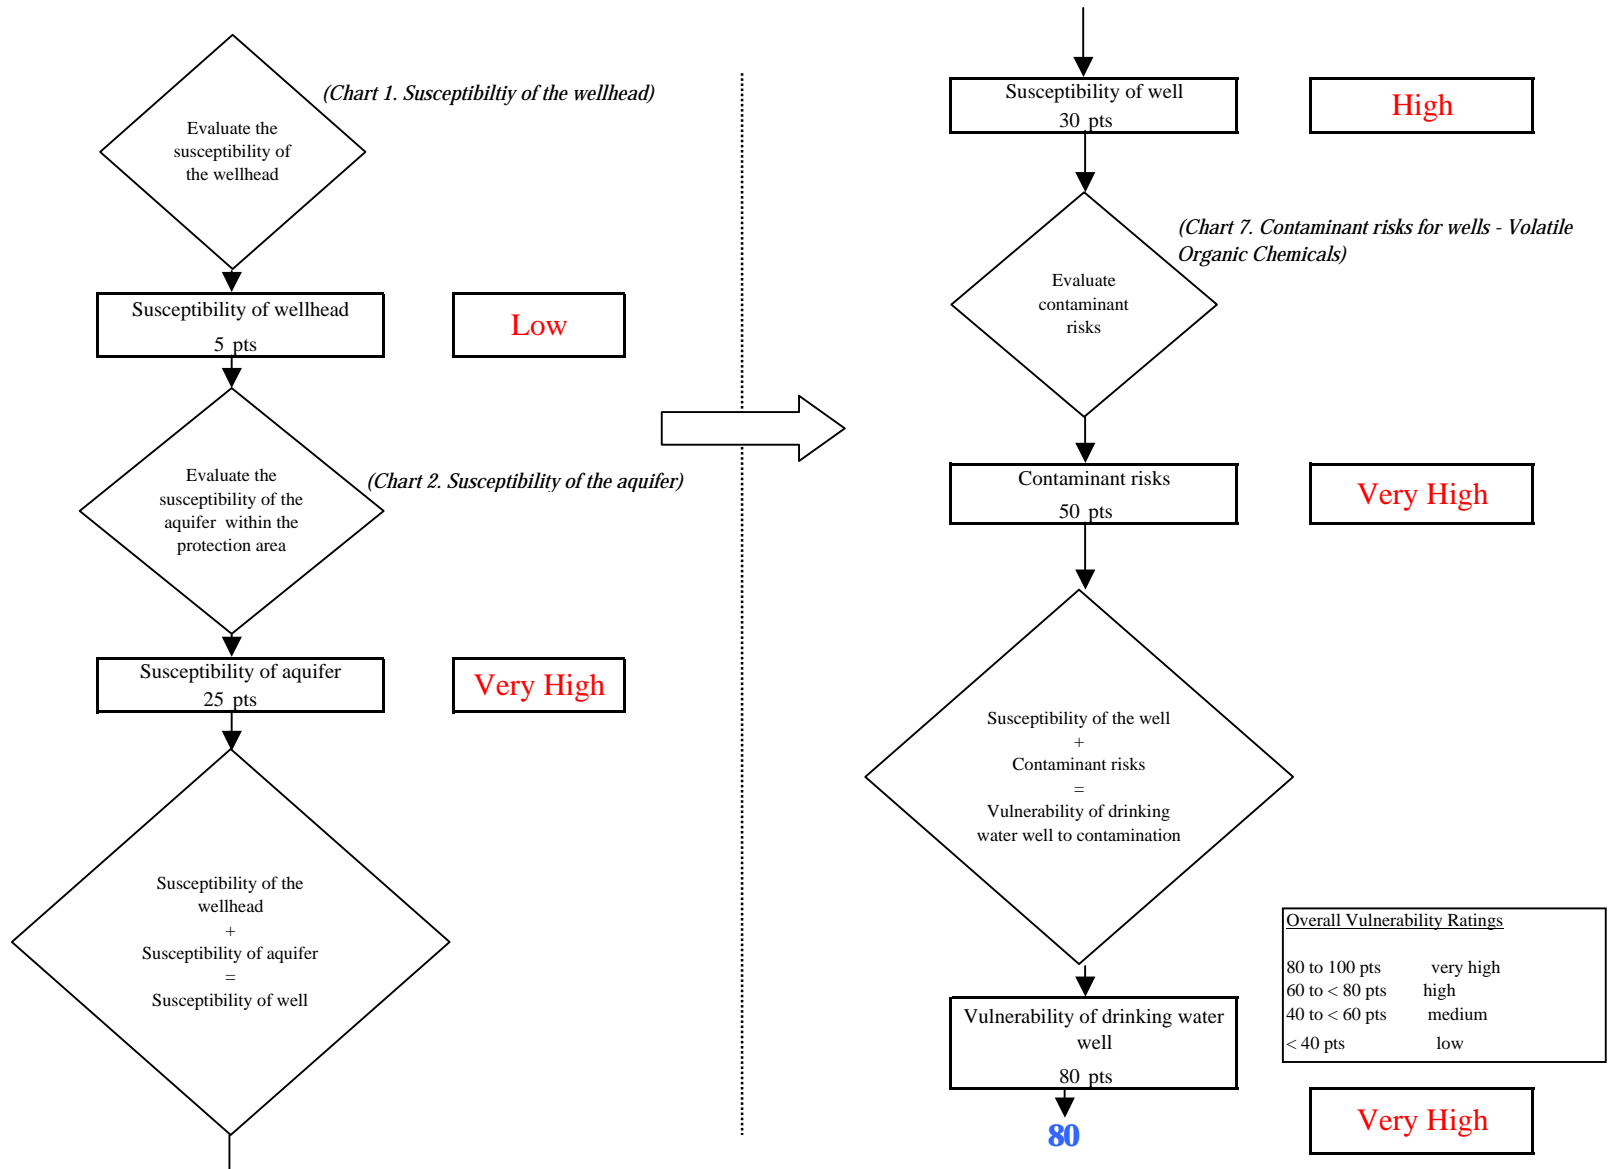 (Chart 1. Susceptibiltiy of the wellhead)
Evaluate the
susceptibility of
the wellhead
Susceptibility of wellhead
5 pts
Low
Evaluate the
susceptibility of the
aquifer within the
protection area
(Chart 2. Susceptibility of the aquifer)
Susceptibility of aquifer
25 pts
Very High
Susceptibility of the
wellhead
+
Susceptibility of aquifer
=
Susceptibility of well
Susceptibility of well
30 pts
High
(Chart 7. Contaminant risks for wells - Volatile
Organic Chemicals)
Evaluate
contaminant
risks
Contaminant risks
50 pts
Very High
Susceptibility of the well
+
Contaminant risks
=
Vulnerability of drinking
water well to contamination
Overall Vulnerability Ratings
80 to 100 pts very high
60 to < 80 pts high
40 to < 60 pts medium
< 40 pts low
Vulnerability of drinking water
well
80 pts
80
Very High